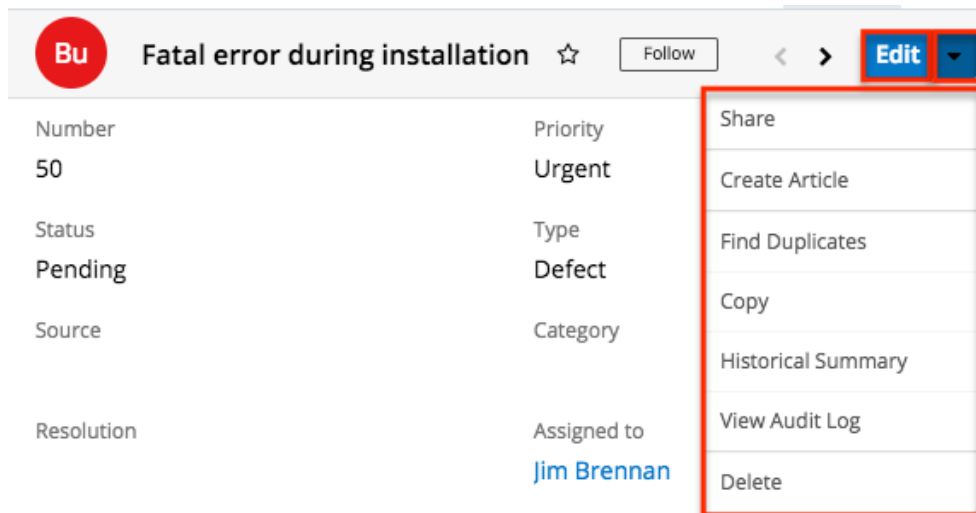 Bu Fatal error during installation Follow Edit
Number
50
Priority
Urgent
Status
Pending
Type
Defect
Source
Category
Resolution
Assigned to
Jim Brennan
Share
Create Article
Find Duplicates
Copy
Historical Summary
View Audit Log
Delete